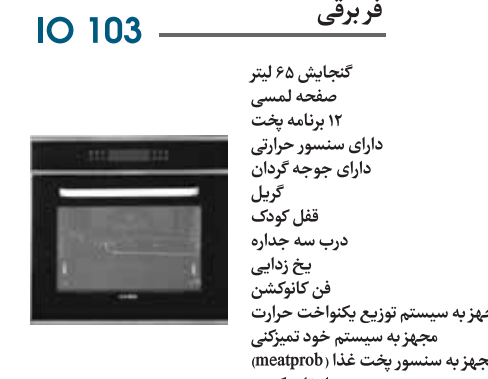 فر برقی
IO 103
گنجایش ۶۵ لیتر
صفحه لمسی
۱۲ برنامه پخت
دارای سنسور حرارتی
دارای جوجه گردان
گریل
قفل کودک
درب سه جداره
یخ زدایی
فن کانوکشن
به سیستم توزیع یکنواخت حرارت
مجهز به سیستم خود تمیزکنی
به سنسور پخت غذا (meatprob)